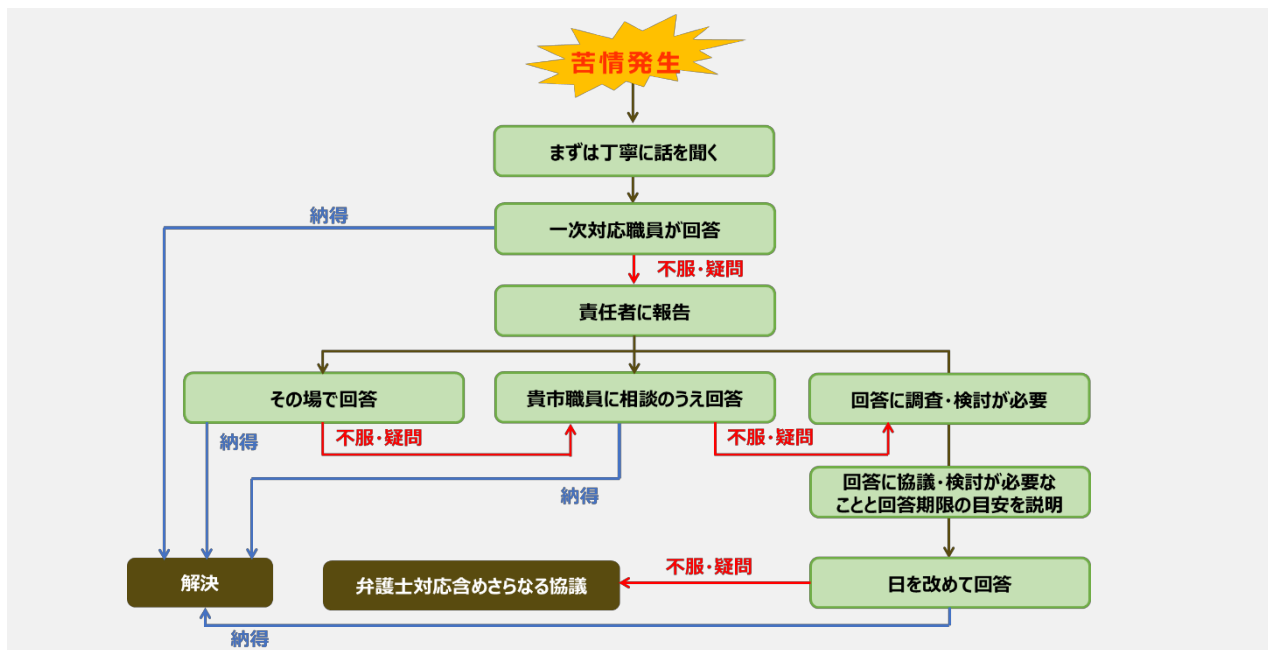 苦情発生
まずは丁寧に話を聞く
納得
一次対応職員が回答
不服・疑問
責任者に報告
その場で回答
貴市職員に相談のうえ回答
回答に調査・検討が必要
納得
不服・疑問
不服・疑問
納得
回答に協議・検討が必要な
ことと回答期限の目安を説明
解決
弁護士対応含めさらなる協議
不服・疑問
日を改めて回答
納得